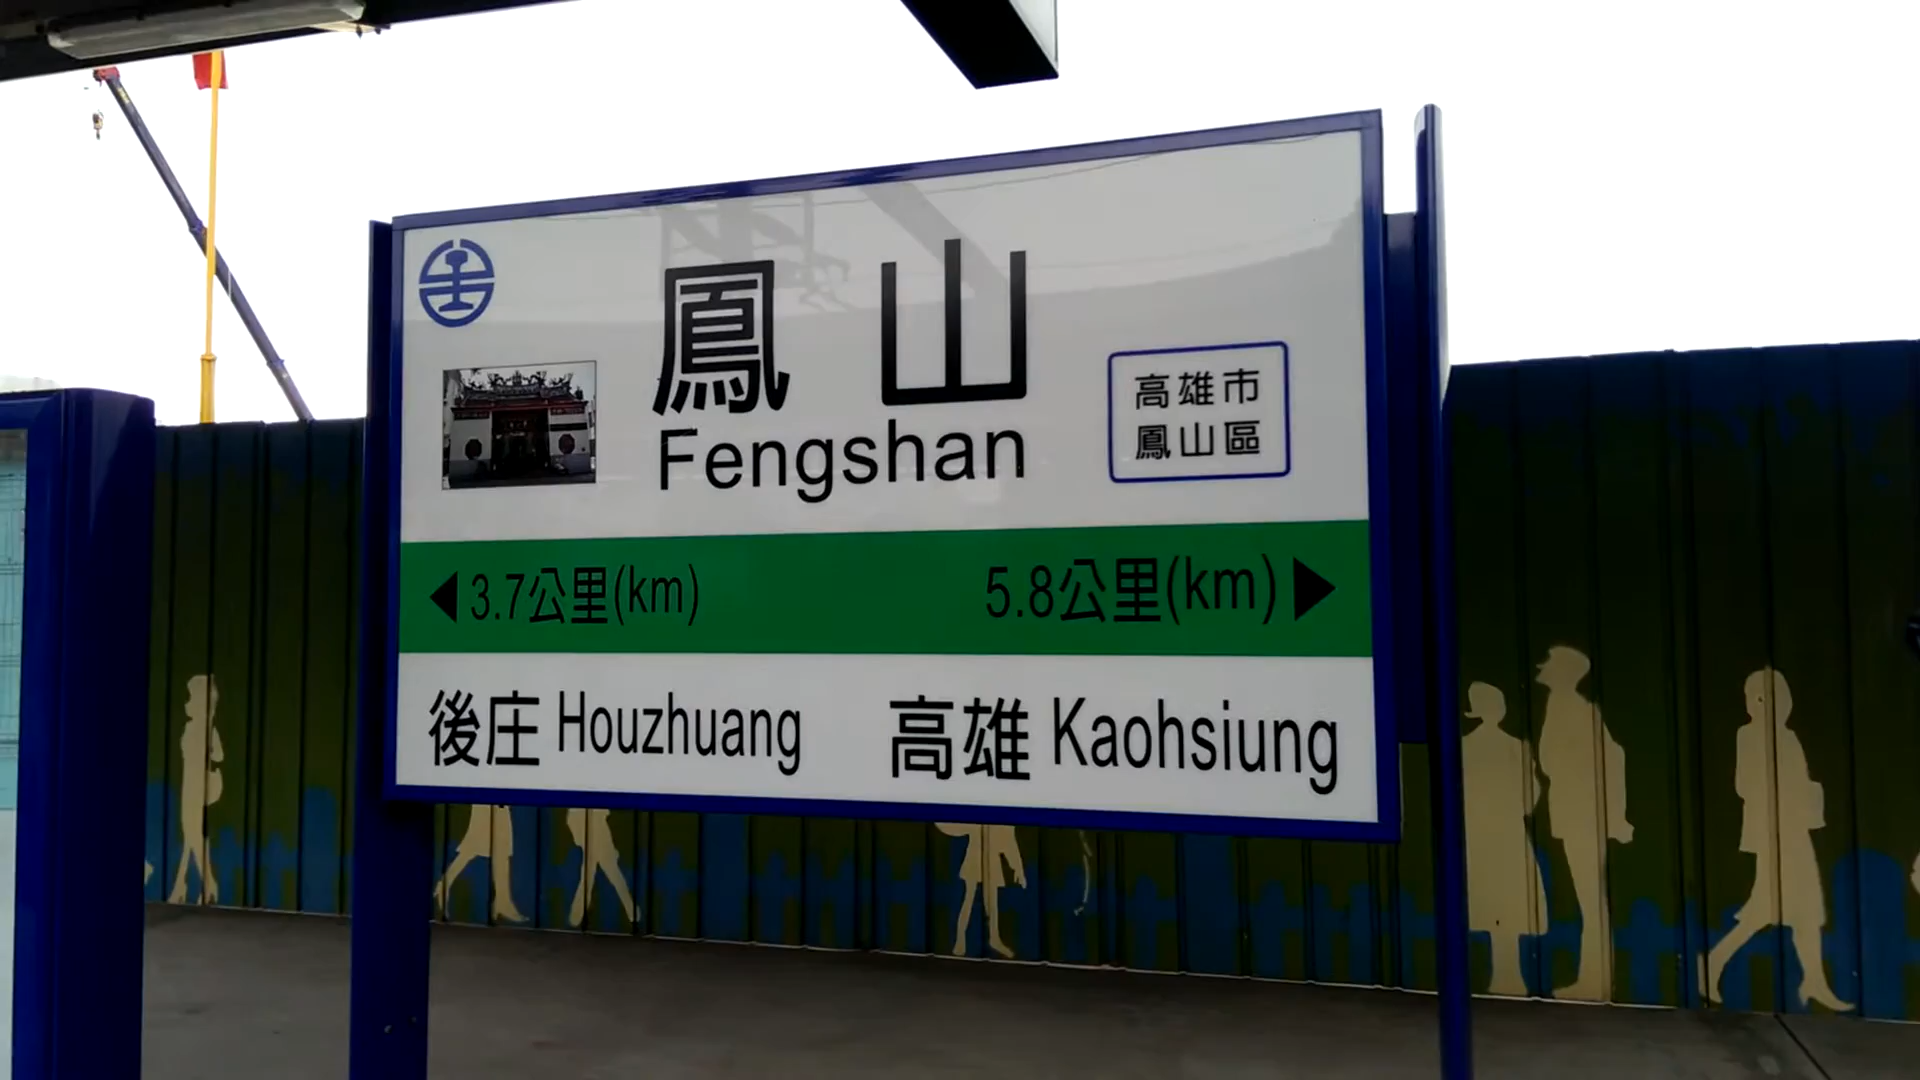 鳳山
Fengshan
高雄市
鳳山區
◀3.7公里(km) 5.8公里(km)▶
後庄 Houzhuang 高雄 Kaohsiung